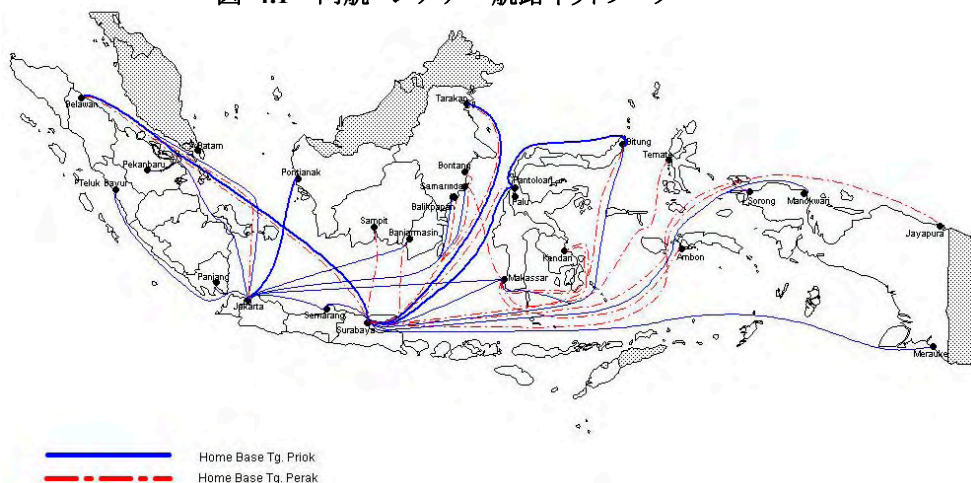 Tarakan
Belawan
Batam
Pekanbaru
Teluk Bayur
Pontianak
Bontang
Samarinda
Balikpapan
Sampit
Banjarmasin
Pantoloan
Palu
Bitung
Ternate
Sorong
Manokwari
Jayapura
Kendari
Ambon
Makassar
Panjang
Jakarta
Semarang
Surabaya
Merauke
Home Base Tg. Priok
Home Base Tg. Perak